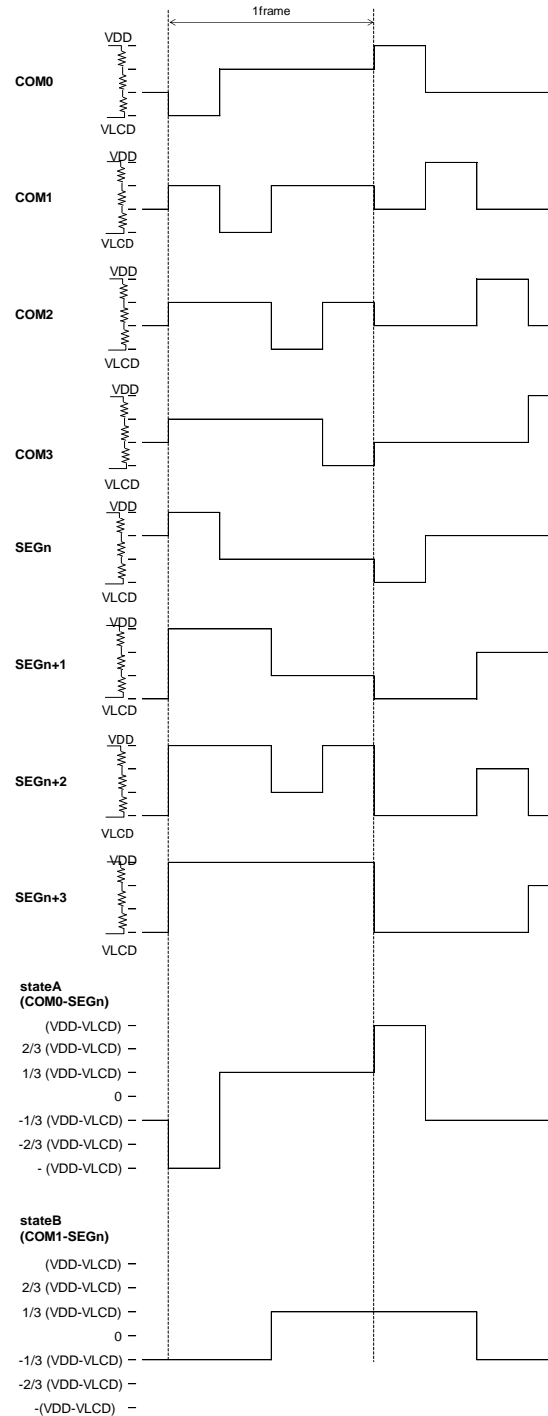 1frame
VDD
COM0
VLCD
VDD
COM1
VLCD
VDD
COM2
VLCD
VDD
COM3
VLCD
VDD
SEGn
VLCD
VDD
SEGn+1
VLCD
VDD
SEGn+2
VLCD
VDD
SEGn+3
VLCD
stateA
(COM0-SEGn)
(VDD-VLCD)
2/3 (VDD-VLCD)
1/3 (VDD-VLCD)
0
-1/3 (VDD-VLCD)
-2/3 (VDD-VLCD)
- (VDD-VLCD)
stateB
(COM1-SEGn)
(VDD-VLCD)
2/3 (VDD-VLCD)
1/3 (VDD-VLCD)
0
-1/3 (VDD-VLCD)
-2/3 (VDD-VLCD)
-(VDD-VLCD)